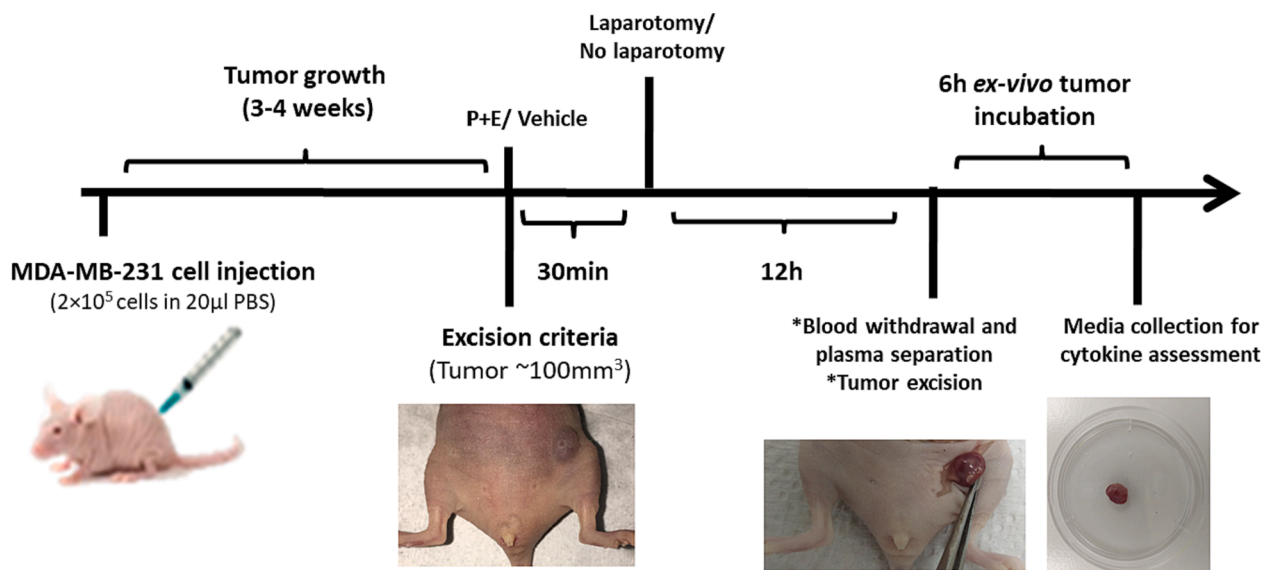 Laparotomy/
No laparotomy
Tumor growth
(3-4 weeks)
P+E/ Vehicle
6h ex-vivo tumor
incubation
MDA-MB-231 cell injection
(2×10⁵ cells in 20µl PBS)
30min
12h
Excision criteria
(Tumor ~100mm³)
*Blood withdrawal and
plasma separation
*Tumor excision
Media collection for
cytokine assessment